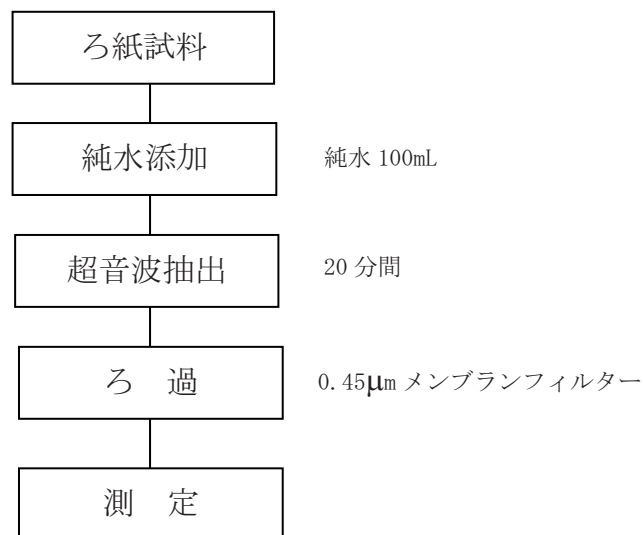 ろ紙試料
純水添加 純水 100mL
超音波抽出 20 分間
ろ 過 0.45μm メンブランフィルター
測 定